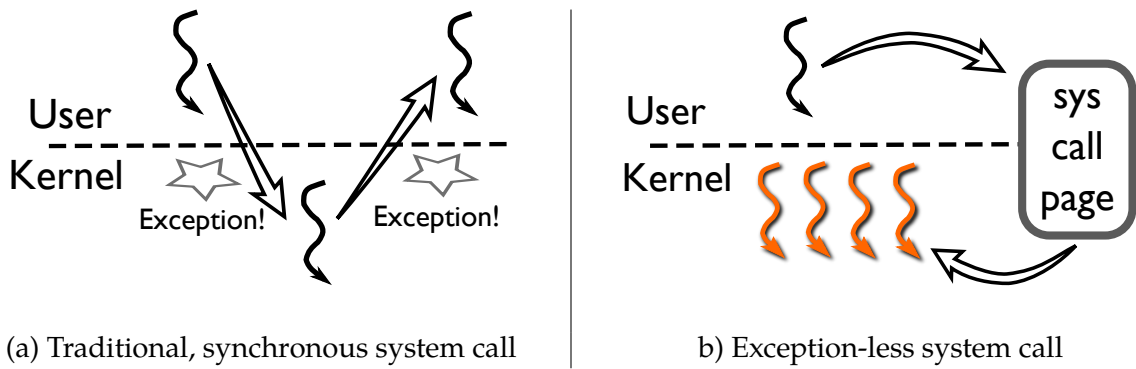 User
Kernel
Exception!
Exception!
(a) Traditional, synchronous system call
User
Kernel
sys
call
page
b) Exception-less system call